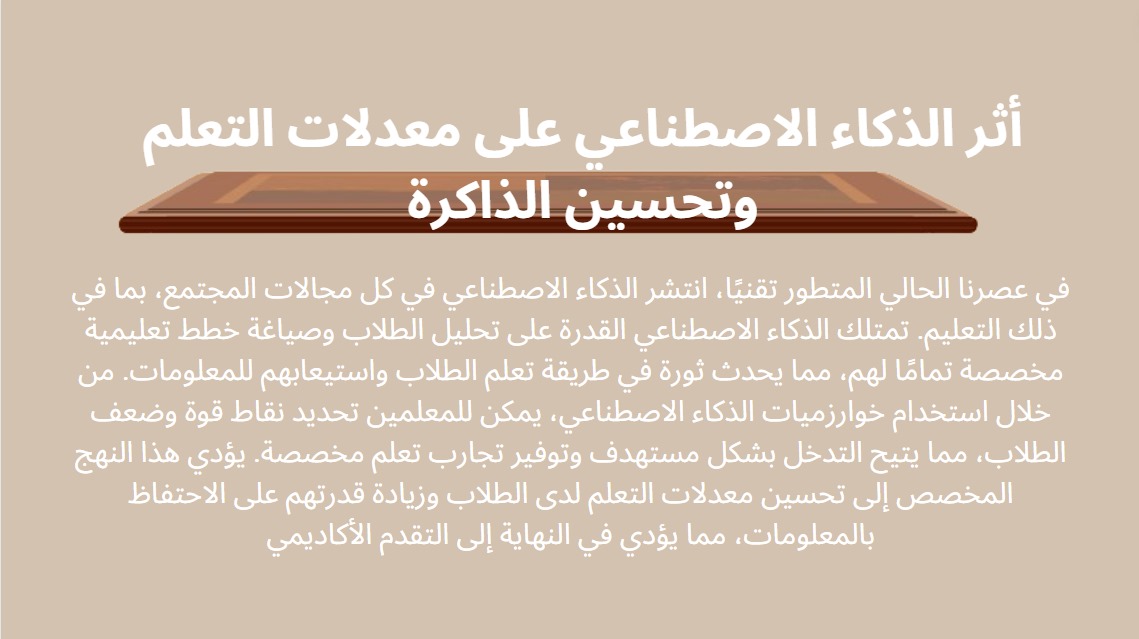 أثر الذكاء الاصطناعي على معدلات التعلم
وتحسين الذاكرة
في عصرنا الحالي المتطور تقنيًا، انتشر الذكاء الاصطناعي في كل مجالات المجتمع، بما في
ذلك التعليم. تمتلك الذكاء الاصطناعي القدرة على تحليل الطلاب وصياغة خطط تعليمية
مخصصة تمامًا لهم، مما يحدث ثورة في طريقة تعلم الطلاب واستيعابهم للمعلومات. من
خلال استخدام خوارزميات الذكاء الاصطناعي، يمكن للمعلمين تحديد نقاط قوة وضعف
الطلاب، مما يتيح التدخل بشكل مستهدف وتوفير تجارب تعلم مخصصة. يؤدي هذا النهج
المخصص إلى تحسين معدلات التعلم لدى الطلاب وزيادة قدرتهم على الاحتفاظ
بالمعلومات، مما يؤدي في النهاية إلى التقدم الأكاديمي